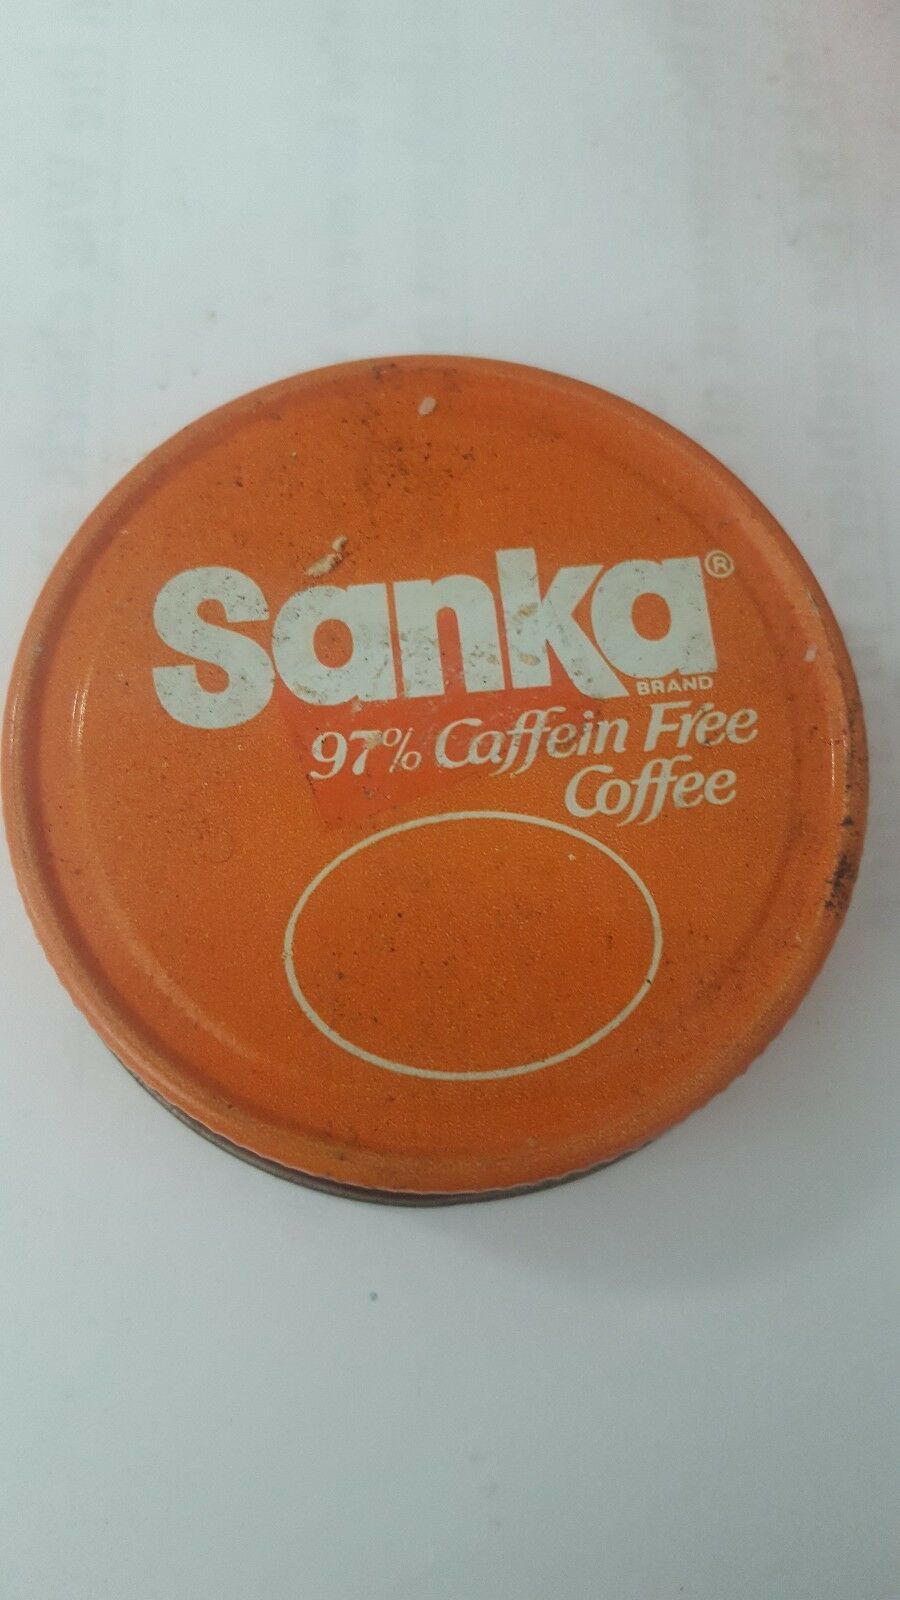 Sanka®
BRAND
97% Caffein Free
Coffee